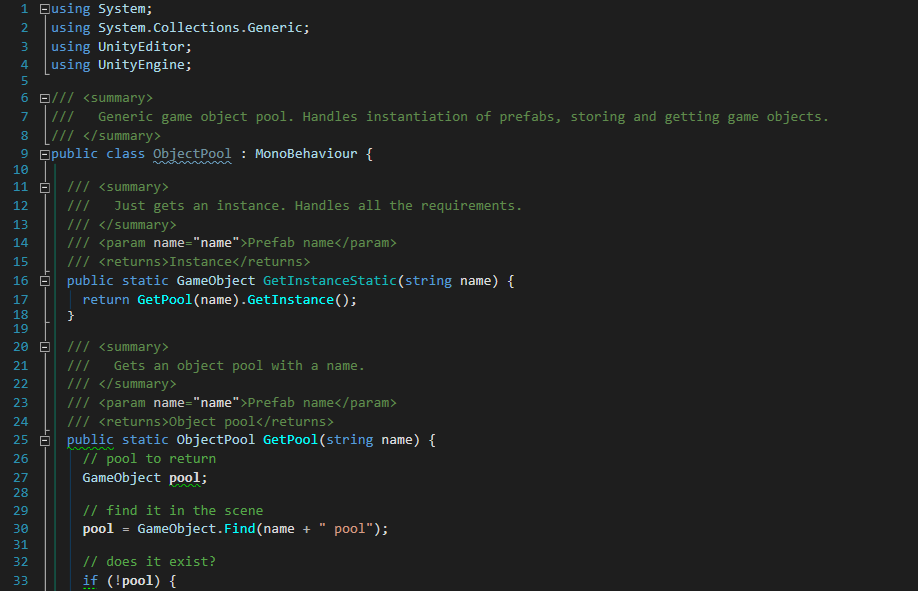 1 using System;
2 using System.Collections.Generic;
3 using UnityEditor;
4 using UnityEngine;
5
6 /// <summary>
7 ///   Generic game object pool. Handles instantiation of prefabs, storing and getting game objects.
8 /// </summary>
9 public class ObjectPool : MonoBehaviour {
10
11   /// <summary>
12   ///   Just gets an instance. Handles all the requirements.
13   /// </summary>
14   /// <param name="name">Prefab name</param>
15   /// <returns>Instance</returns>
16   public static GameObject GetInstanceStatic(string name) {
17     return GetPool(name).GetInstance();
18   }
19
20   /// <summary>
21   ///   Gets an object pool with a name.
22   /// </summary>
23   /// <param name="name">Prefab name</param>
24   /// <returns>Object pool</returns>
25   public static ObjectPool GetPool(string name) {
26     // pool to return
27     GameObject pool;
28
29     // find it in the scene
30     pool = GameObject.Find(name + " pool");
31
32     // does it exist?
33     if (!pool) {